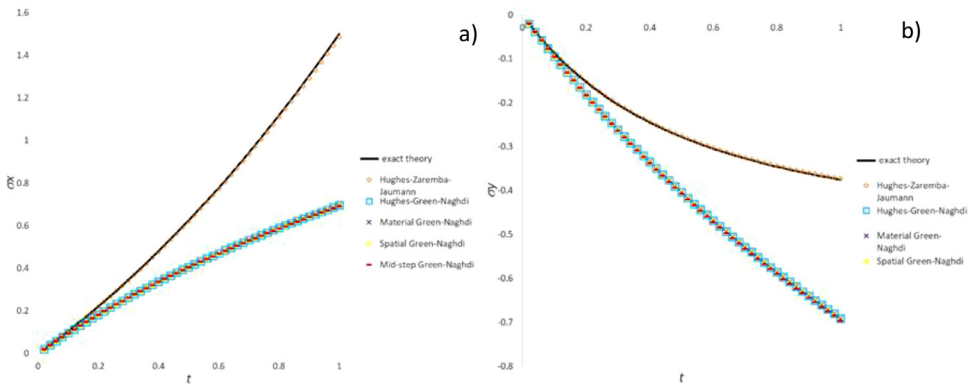 a)
1.6
1.4
1.2
1
0.8
0.6
0.4
0.2
0
σx
0
0.2
0.4
0.6
0.8
1
t
exact theory
Hughes-Zaremba-
Jaumann
Hughes-Green-Naghdi
Material Green-Naghdi
Spatial Green-Naghdi
Mid-step Green-Naghdi
b)
0
-0.1
-0.2
-0.3
-0.4
-0.5
-0.6
-0.7
-0.8
σy
0
0.2
0.4
0.6
0.8
1
t
exact theory
Hughes-Zaremba-
Jaumann
Hughes-Green-Naghdi
Material Green-
Naghdi
Spatial Green-Naghdi